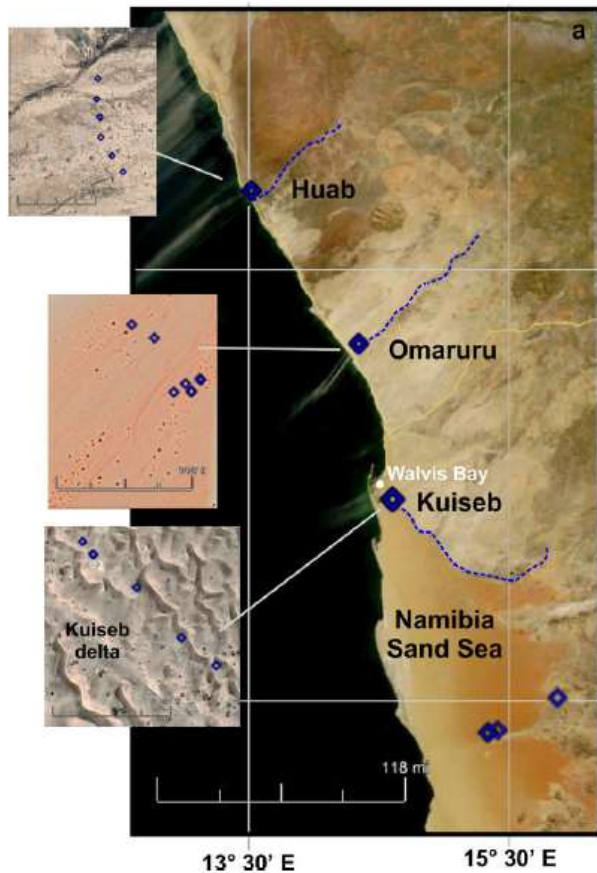 a
Huab
Omaruru
Walvis Bay
Kuiseb
Kuiseb
delta
Namibia
Sand Sea
118 mi
13° 30' E
15° 30' E